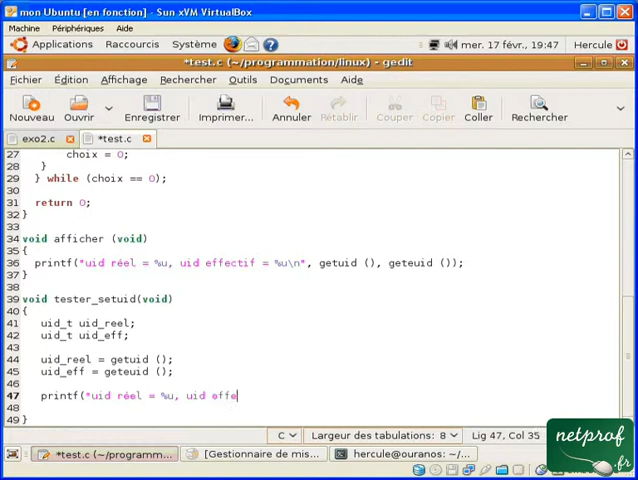 mon Ubuntu [en fonction] - Sun xVM VirtualBox
Machine Périphériques Aide
Applications Raccourcis Système mer. 17 févr., 19:47 Hercule
*test.c (~/programmation/linux) - gedit
Fichier Édition Affichage Rechercher Outils Documents Aide
Nouveau Ouvrir Enregistrer Imprimer... Annuler Rétablir Couper Copier Coller Rechercher
exo2.c *test.c
27 choix = 0;
28 }
29 } while (choix == 0);
30
31 return 0;
32 }
33
34 void afficher (void)
35 {
36 printf("uid réel = %u, uid effectif = %u\n", getuid (), geteuid ());
37 }
38
39 void tester_setuid(void)
40 {
41 uid_t uid_reel;
42 uid_t uid_eff;
43
44 uid_reel = getuid ();
45 uid_eff = geteuid ();
46
47 printf("uid réel = %u, uid effe
48
49 }
C Largeur des tabulations: 8 Lig 47, Col 35
*test.c (~/programm... [Gestionnaire de mis... hercule@ouranos: ~/...
netprof
.fr